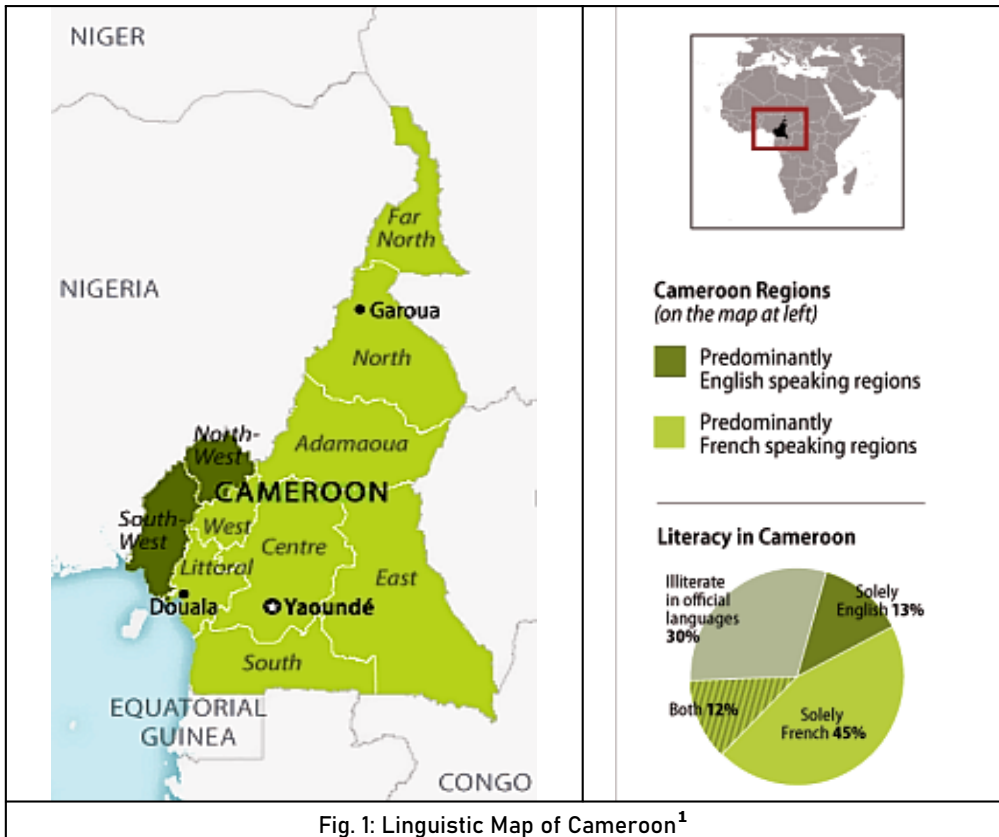 NIGER
Far
North
NIGERIA
Garoua
North
Adamaoua
North-
West
CAMEROON
South-
West
West
Centre
Littoral
East
Douala
Yaoundé
South
EQUATORIAL
GUINEA
CONGO
Cameroon Regions
(on the map at left)
Predominantly
English speaking regions
Predominantly
French speaking regions
Literacy in Cameroon
Illiterate
in official
languages
30%
Solely
English 13%
Both 12%
Solely
French 45%
Fig. 1: Linguistic Map of Cameroon¹